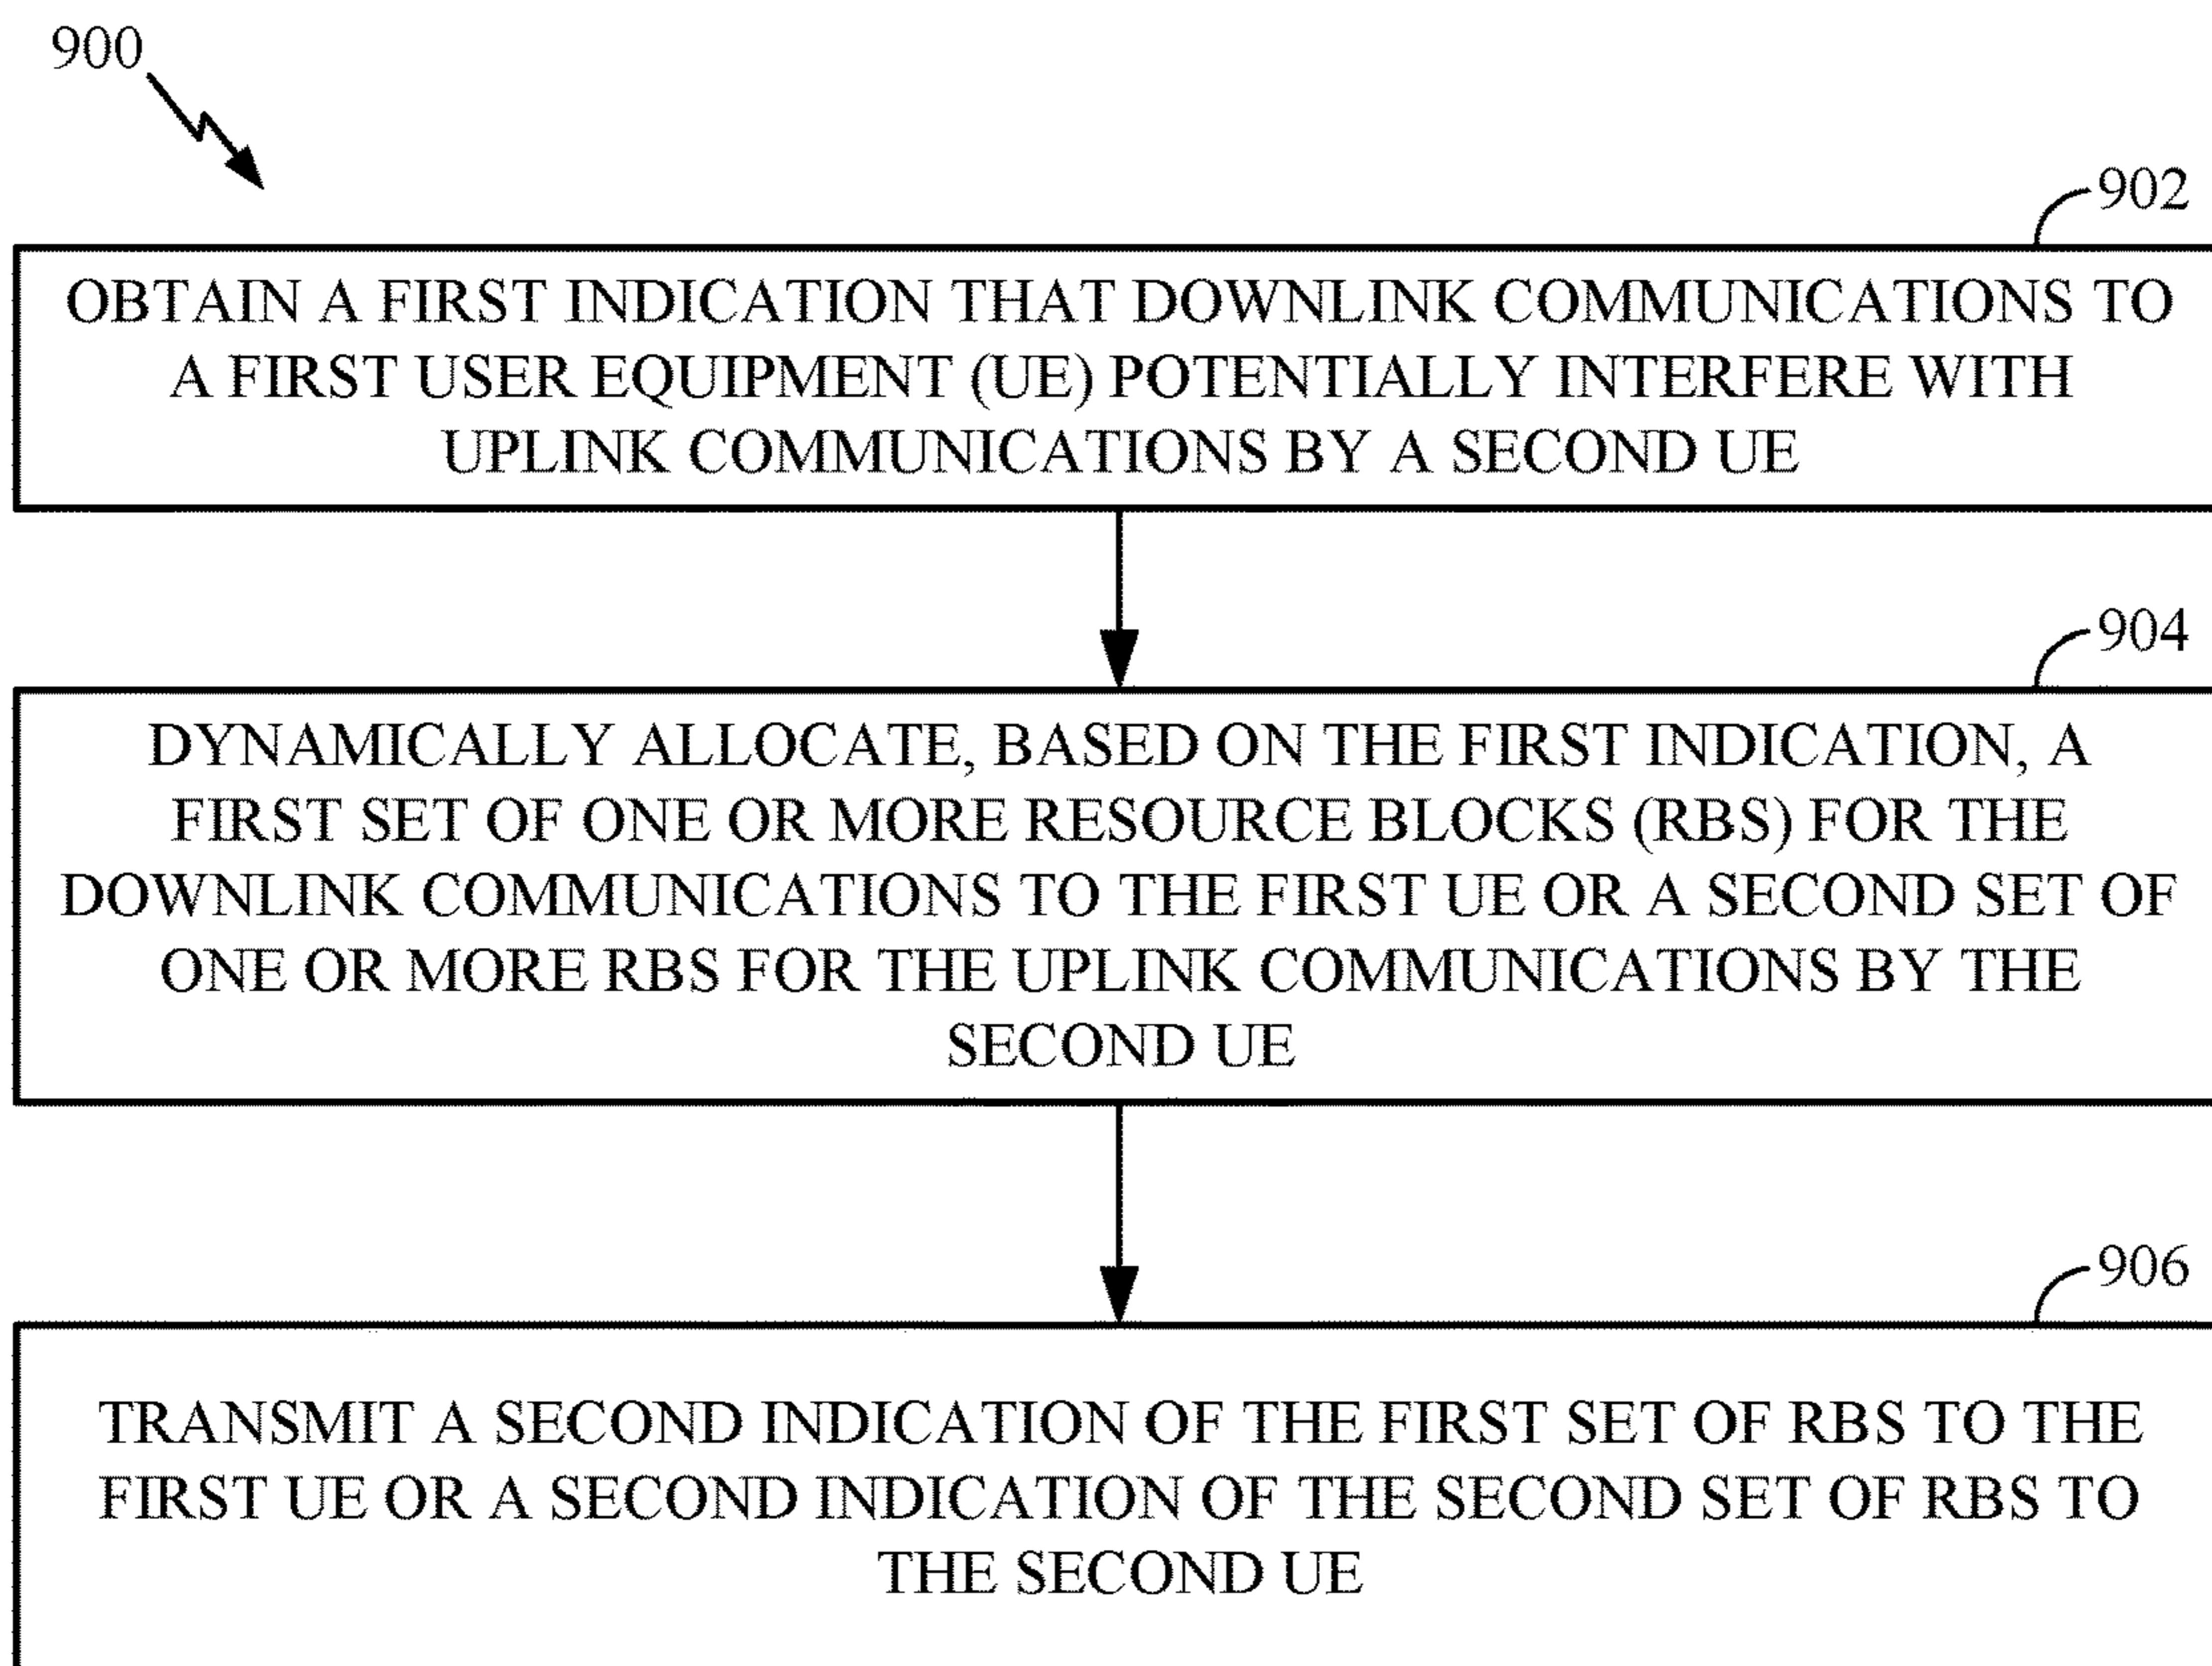 900
902
OBTAIN A FIRST INDICATION THAT DOWNLINK COMMUNICATIONS TO
A FIRST USER EQUIPMENT (UE) POTENTIALLY INTERFERE WITH
UPLINK COMMUNICATIONS BY A SECOND UE
904
DYNAMICALLY ALLOCATE, BASED ON THE FIRST INDICATION, A
FIRST SET OF ONE OR MORE RESOURCE BLOCKS (RBS) FOR THE
DOWNLINK COMMUNICATIONS TO THE FIRST UE OR A SECOND SET OF
ONE OR MORE RBS FOR THE UPLINK COMMUNICATIONS BY THE
SECOND UE
906
TRANSMIT A SECOND INDICATION OF THE FIRST SET OF RBS TO THE
FIRST UE OR A SECOND INDICATION OF THE SECOND SET OF RBS TO
THE SECOND UE